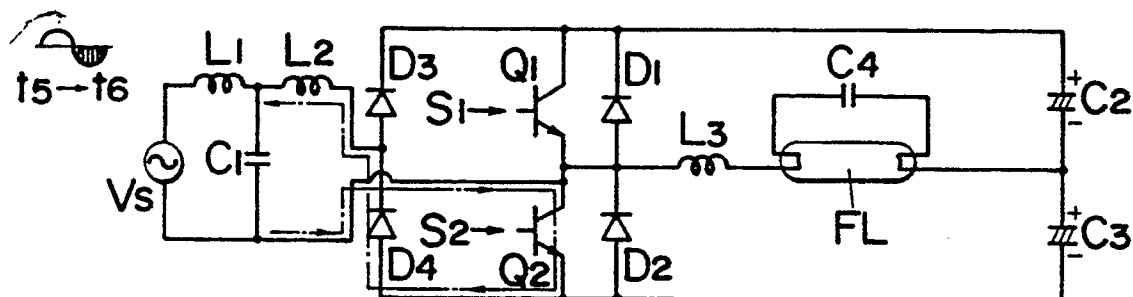 t5→t6
L1
L2
D3
Q1
D1
C4
S1
C2
+
−
L3
C1
Vs
FL
S2
D4
Q2
D2
C3
+
−